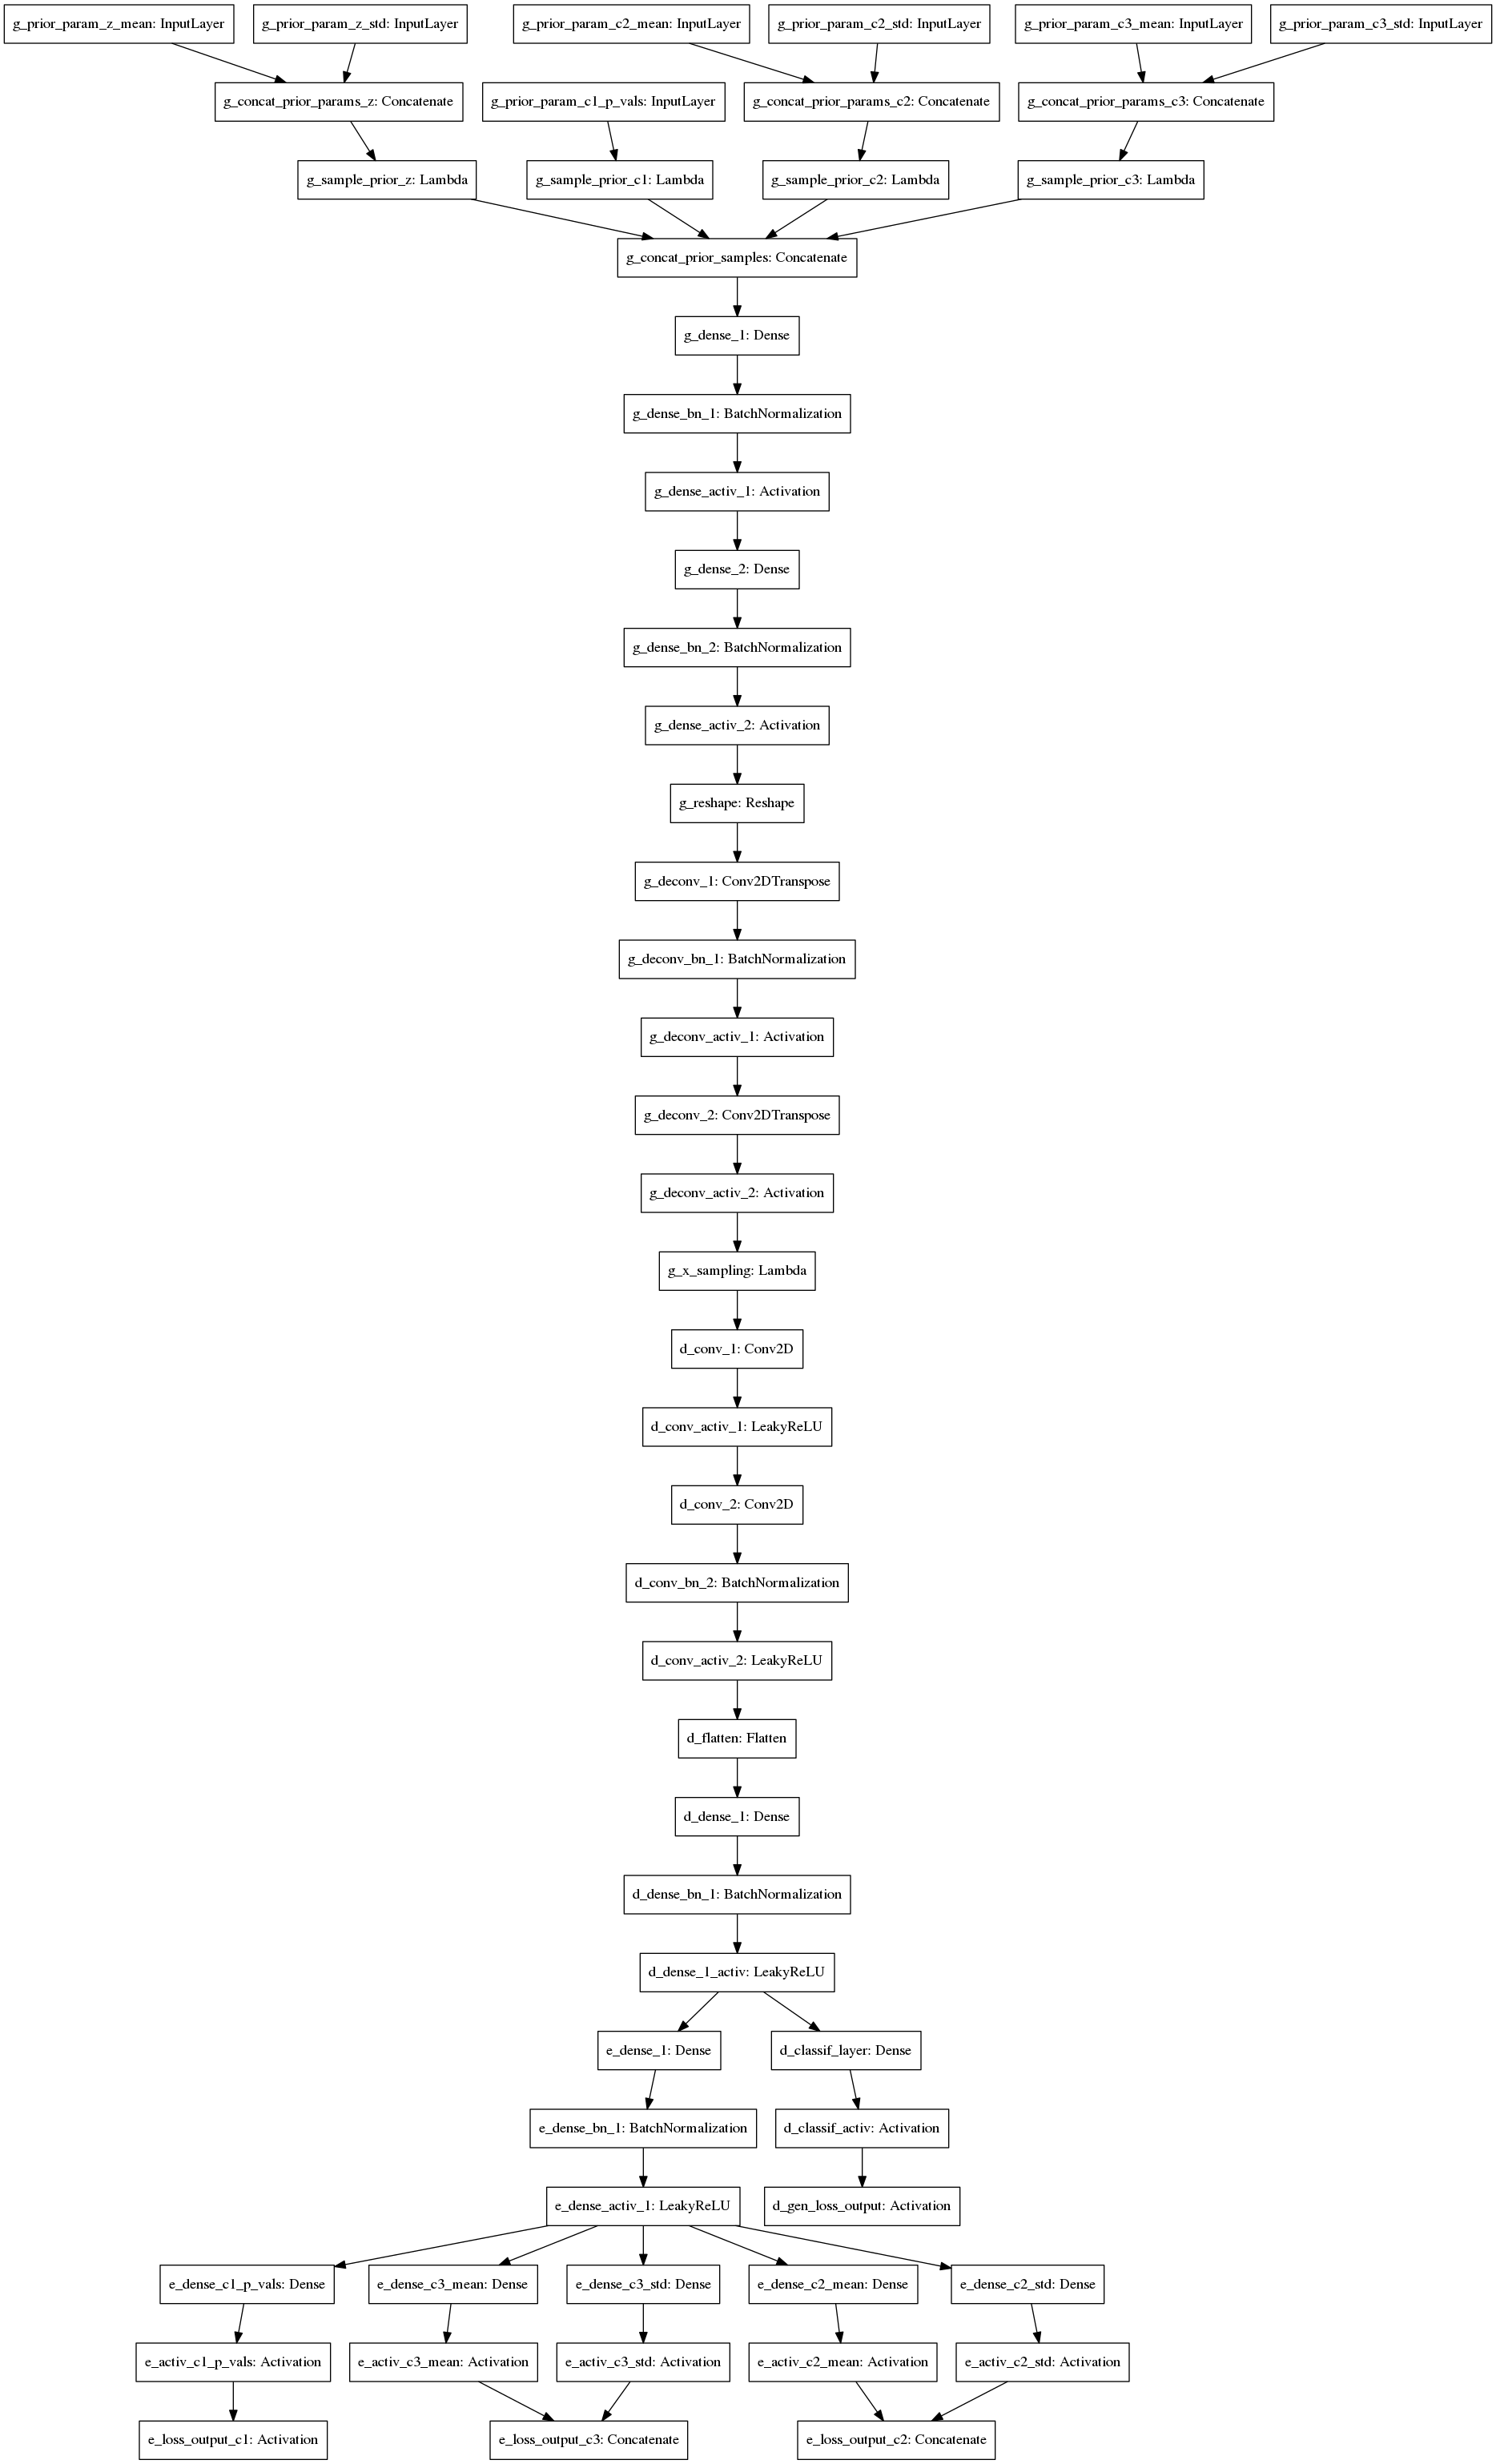 g_prior_param_z_mean: InputLayer
g_prior_param_z_std: InputLayer
g_prior_param_c2_mean: InputLayer
g_prior_param_c2_std: InputLayer
g_prior_param_c3_mean: InputLayer
g_prior_param_c3_std: InputLayer
g_concat_prior_params_z: Concatenate
g_prior_param_c1_p_vals: InputLayer
g_concat_prior_params_c2: Concatenate
g_concat_prior_params_c3: Concatenate
g_sample_prior_z: Lambda
g_sample_prior_c1: Lambda
g_sample_prior_c2: Lambda
g_sample_prior_c3: Lambda
g_concat_prior_samples: Concatenate
g_dense_1: Dense
g_dense_bn_1: BatchNormalization
g_dense_activ_1: Activation
g_dense_2: Dense
g_dense_bn_2: BatchNormalization
g_dense_activ_2: Activation
g_reshape: Reshape
g_deconv_1: Conv2DTranspose
g_deconv_bn_1: BatchNormalization
g_deconv_activ_1: Activation
g_deconv_2: Conv2DTranspose
g_deconv_activ_2: Activation
g_x_sampling: Lambda
d_conv_1: Conv2D
d_conv_activ_1: LeakyReLU
d_conv_2: Conv2D
d_conv_bn_2: BatchNormalization
d_conv_activ_2: LeakyReLU
d_flatten: Flatten
d_dense_1: Dense
d_dense_bn_1: BatchNormalization
d_dense_1_activ: LeakyReLU
e_dense_1: Dense
d_classif_layer: Dense
e_dense_bn_1: BatchNormalization
d_classif_activ: Activation
e_dense_activ_1: LeakyReLU
d_gen_loss_output: Activation
e_dense_c1_p_vals: Dense
e_dense_c3_mean: Dense
e_dense_c3_std: Dense
e_dense_c2_mean: Dense
e_dense_c2_std: Dense
e_activ_c1_p_vals: Activation
e_activ_c3_mean: Activation
e_activ_c3_std: Activation
e_activ_c2_mean: Activation
e_activ_c2_std: Activation
e_loss_output_c1: Activation
e_loss_output_c3: Concatenate
e_loss_output_c2: Concatenate